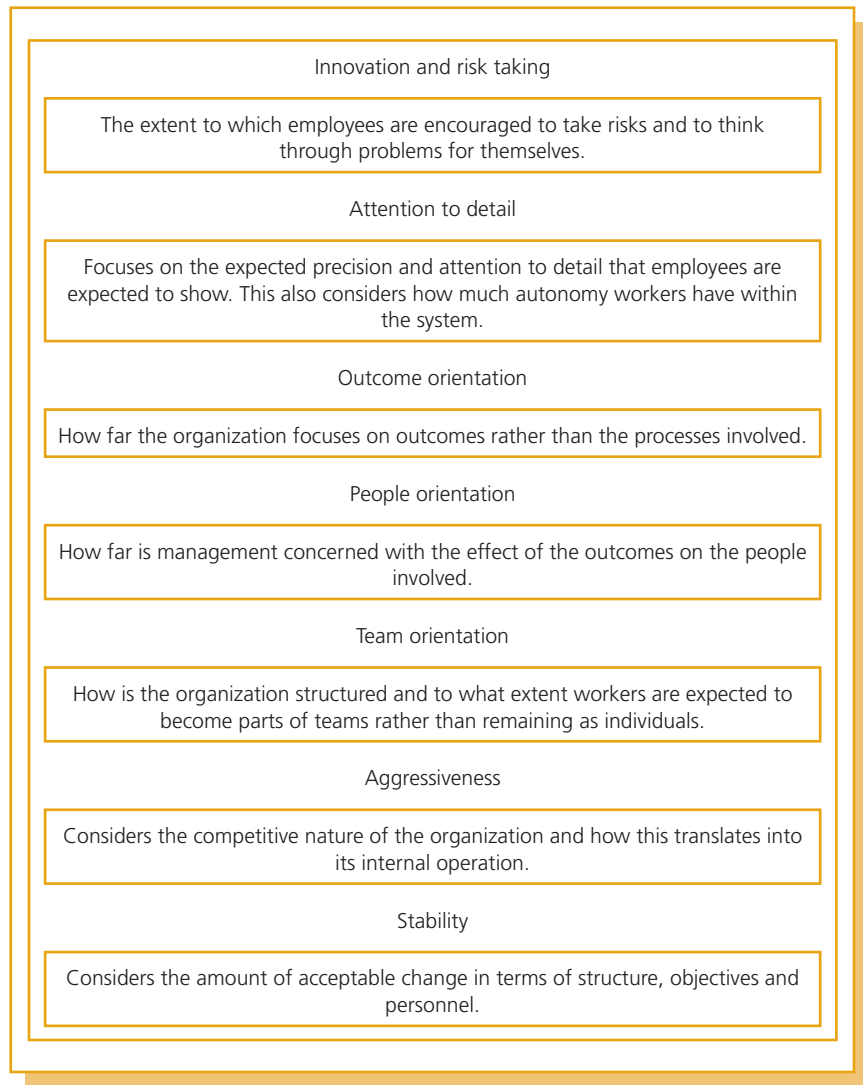 Innovation and risk taking
The extent to which employees are encouraged to take risks and to think
through problems for themselves.
Attention to detail
Focuses on the expected precision and attention to detail that employees are
expected to show. This also considers how much autonomy workers have within
the system.
Outcome orientation
How far the organization focuses on outcomes rather than the processes involved.
People orientation
How far is management concerned with the effect of the outcomes on the people
involved.
Team orientation
How is the organization structured and to what extent workers are expected to
become parts of teams rather than remaining as individuals.
Aggressiveness
Considers the competitive nature of the organization and how this translates into
its internal operation.
Stability
Considers the amount of acceptable change in terms of structure, objectives and
personnel.